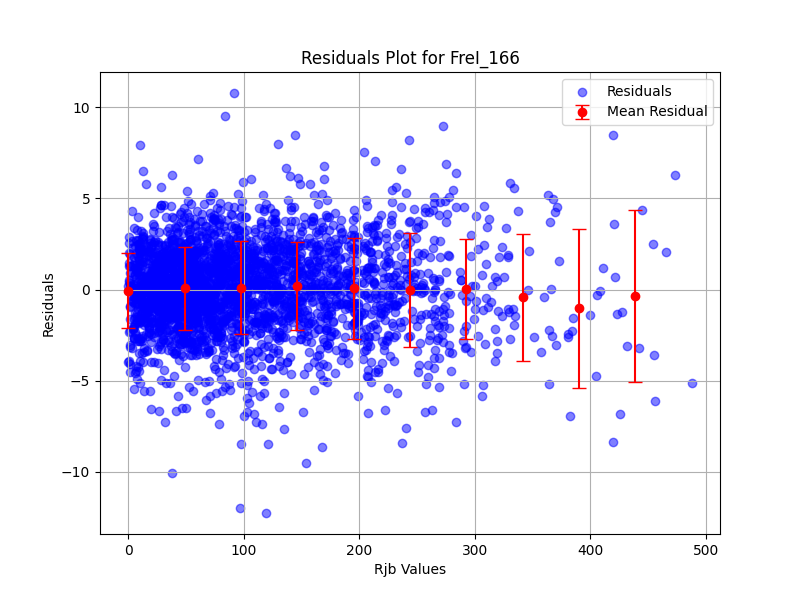 Residuals Plot for FreI_166
Residuals
Mean Residual
10
5
0
−5
−10
Residuals
0
100
200
300
400
500
Rjb Values